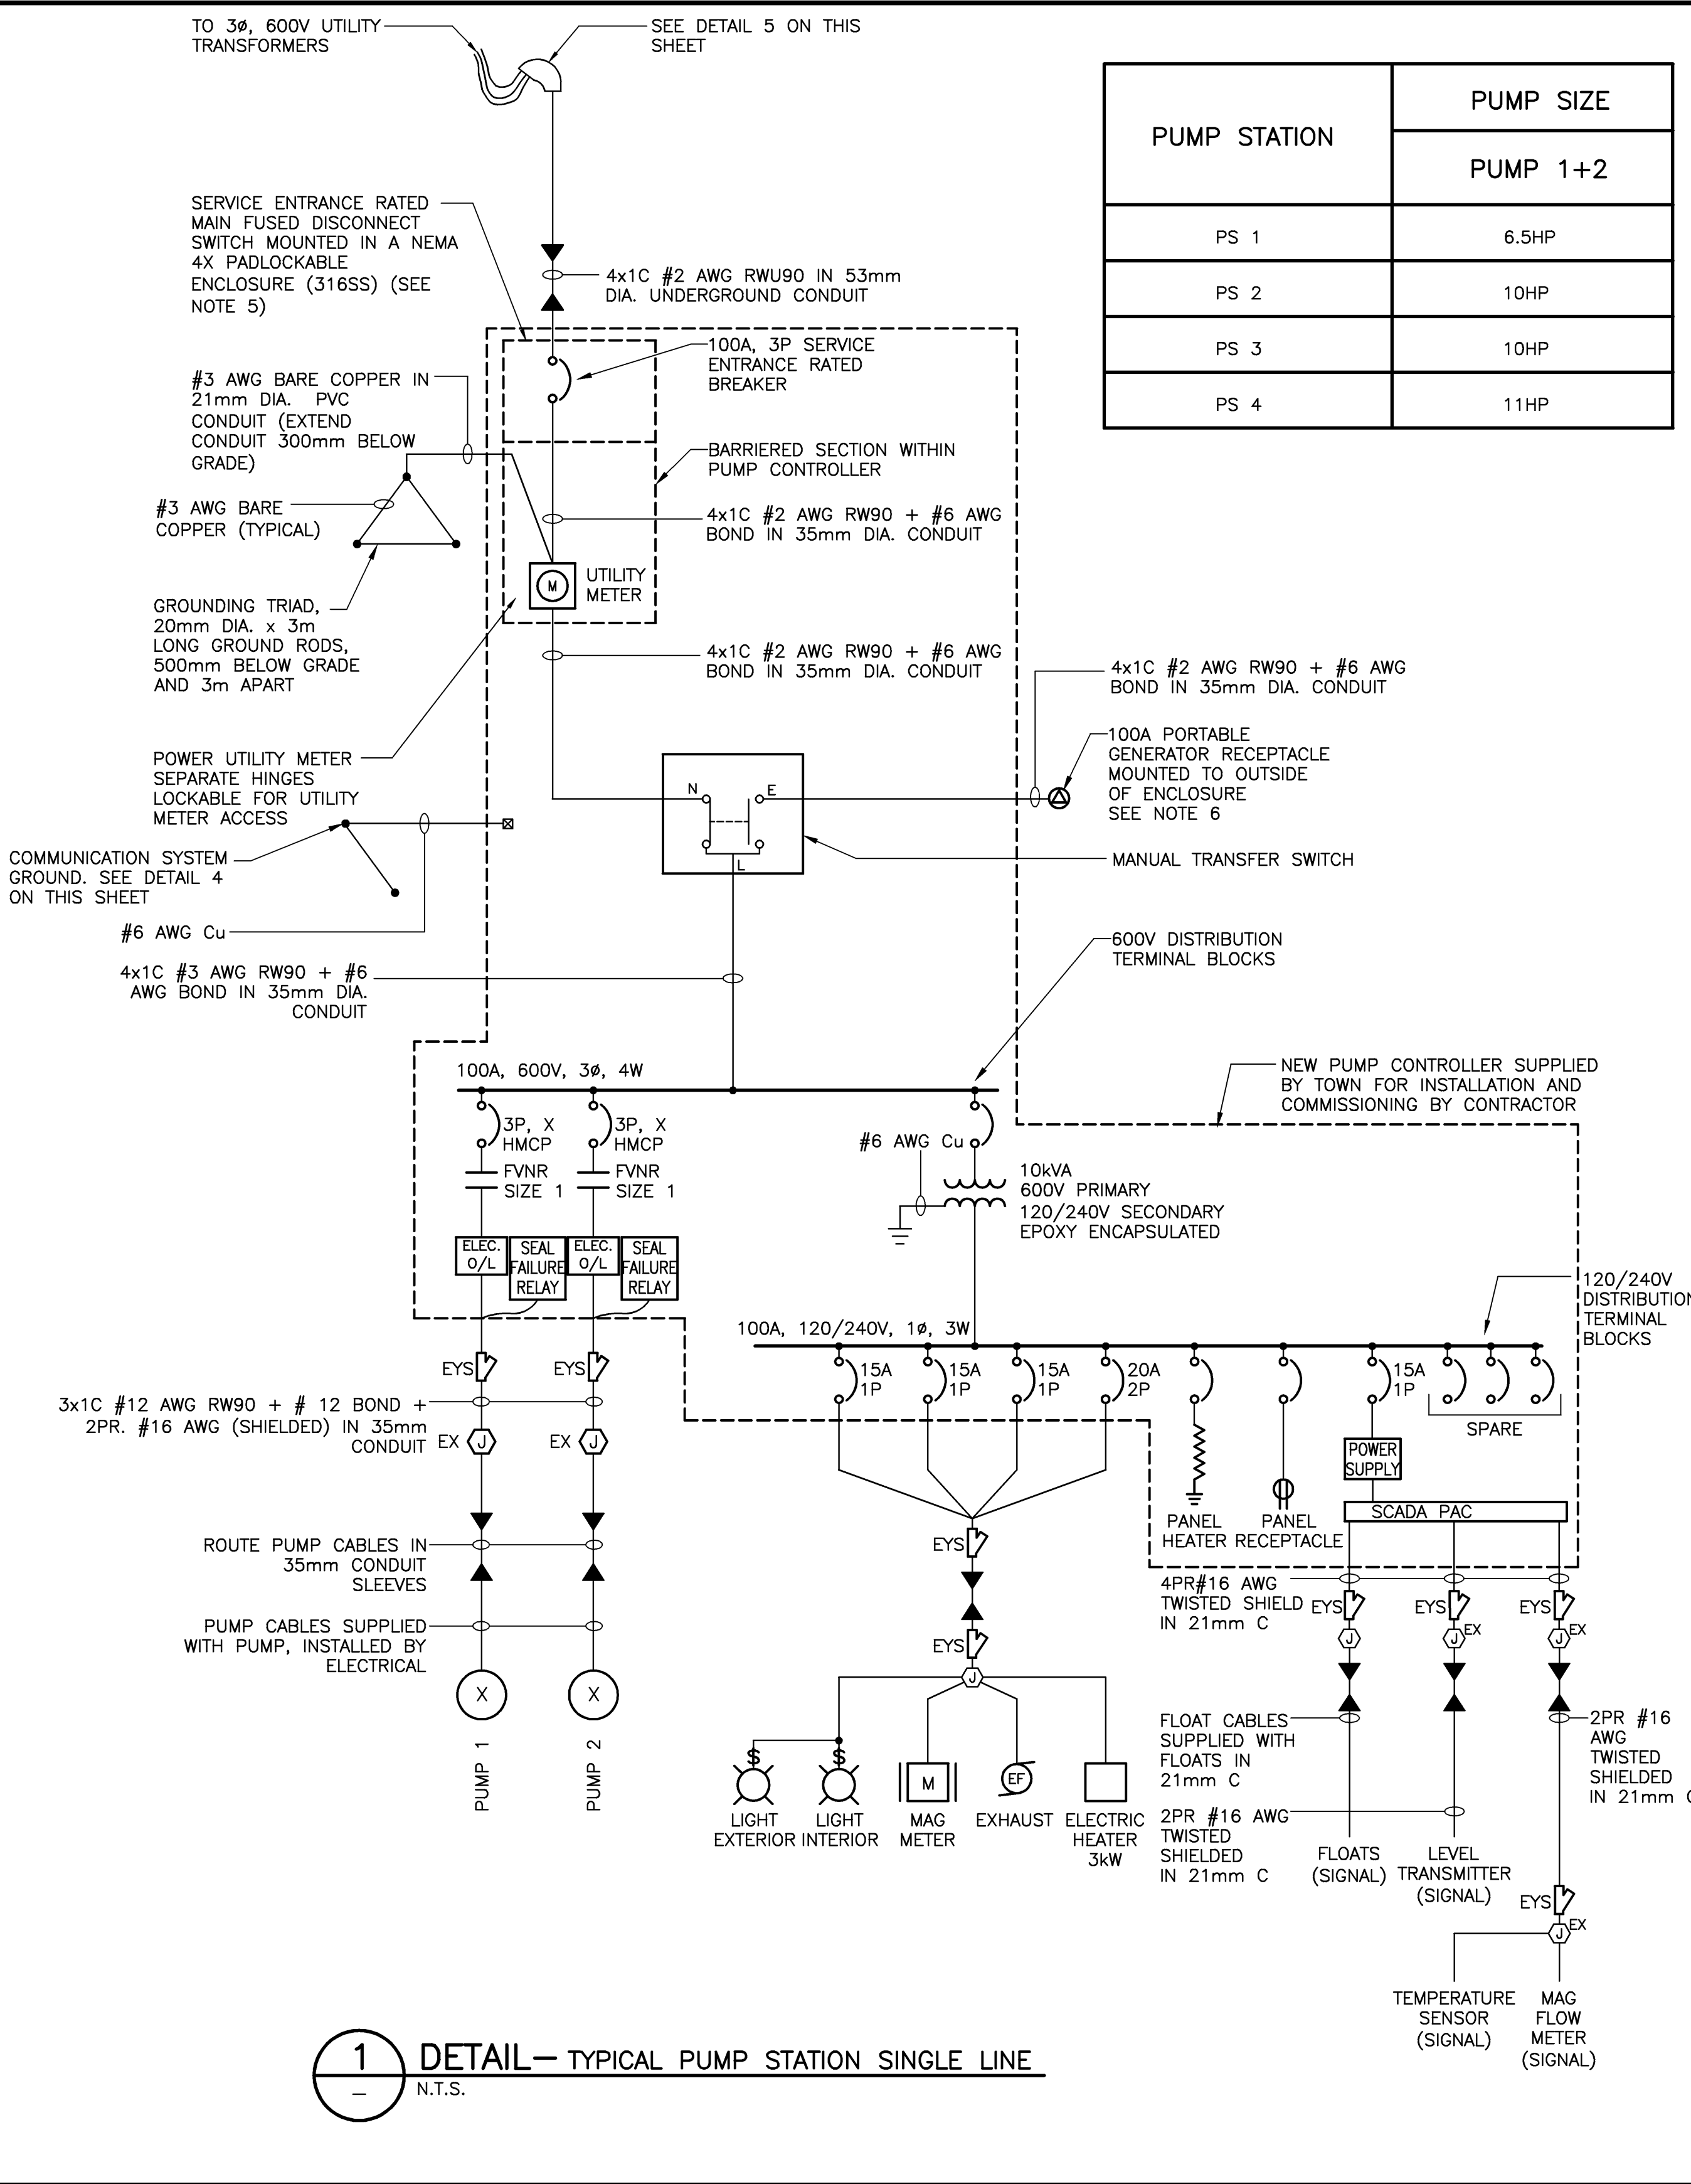 TO 3ø, 600V UTILITY
TRANSFORMERS
SEE DETAIL 5 ON THIS
SHEET
PUMP STATION
PUMP SIZE
PUMP 1+2
PS 1
6.5HP
PS 2
10HP
PS 3
10HP
PS 4
11HP
SERVICE ENTRANCE RATED
MAIN FUSED DISCONNECT
SWITCH MOUNTED IN A NEMA
4X PADLOCKABLE
ENCLOSURE (316SS) (SEE
NOTE 5)
4x1C #2 AWG RWU90 IN 53mm
DIA. UNDERGROUND CONDUIT
100A, 3P SERVICE
ENTRANCE RATED
BREAKER
#3 AWG BARE COPPER IN
21mm DIA. PVC
CONDUIT (EXTEND
CONDUIT 300mm BELOW
GRADE)
BARRIERED SECTION WITHIN
PUMP CONTROLLER
#3 AWG BARE
COPPER (TYPICAL)
4x1C #2 AWG RW90 + #6 AWG
BOND IN 35mm DIA. CONDUIT
M
UTILITY
METER
GROUNDING TRIAD,
20mm DIA. x 3m
LONG GROUND RODS,
500mm BELOW GRADE
AND 3m APART
4x1C #2 AWG RW90 + #6 AWG
BOND IN 35mm DIA. CONDUIT
4x1C #2 AWG RW90 + #6 AWG
BOND IN 35mm DIA. CONDUIT
POWER UTILITY METER
SEPARATE HINGES
LOCKABLE FOR UTILITY
METER ACCESS
100A PORTABLE
GENERATOR RECEPTACLE
MOUNTED TO OUTSIDE
OF ENCLOSURE
SEE NOTE 6
N
E
L
MANUAL TRANSFER SWITCH
COMMUNICATION SYSTEM
GROUND. SEE DETAIL 4
ON THIS SHEET
#6 AWG Cu
4x1C #3 AWG RW90 + #6
AWG BOND IN 35mm DIA.
CONDUIT
600V DISTRIBUTION
TERMINAL BLOCKS
100A, 600V, 3ø, 4W
NEW PUMP CONTROLLER SUPPLIED
BY TOWN FOR INSTALLATION AND
COMMISSIONING BY CONTRACTOR
3P, X
HMCP
3P, X
HMCP
#6 AWG Cu
FVNR
SIZE 1
FVNR
SIZE 1
10kVA
600V PRIMARY
120/240V SECONDARY
EPOXY ENCAPSULATED
ELEC.
O/L
SEAL
FAILURE
RELAY
ELEC.
O/L
SEAL
FAILURE
RELAY
120/240V
DISTRIBUTION
TERMINAL
BLOCKS
100A, 120/240V, 1ø, 3W
15A
1P
15A
1P
15A
1P
20A
2P
15A
1P
SPARE
EYS
EYS
3x1C #12 AWG RW90 + # 12 BOND +
2PR. #16 AWG (SHIELDED) IN 35mm
CONDUIT
EX J
EX J
POWER
SUPPLY
SCADA PAC
PANEL
HEATER
PANEL
RECEPTACLE
ROUTE PUMP CABLES IN
35mm CONDUIT
SLEEVES
EYS
4PR#16 AWG
TWISTED SHIELD
IN 21mm C
EYS
EYS
EYS
J
J EX
J EX
PUMP CABLES SUPPLIED
WITH PUMP, INSTALLED BY
ELECTRICAL
EYS
J
X
X
PUMP 1
PUMP 2
FLOAT CABLES
SUPPLIED WITH
FLOATS IN
21mm C
2PR #16
AWG
TWISTED
SHIELDED
IN 21mm C
$
$
M
EF
LIGHT
EXTERIOR
LIGHT
INTERIOR
MAG
METER
EXHAUST
ELECTRIC
HEATER
3kW
2PR #16 AWG
TWISTED
SHIELDED
IN 21mm C
FLOATS
(SIGNAL)
LEVEL
TRANSMITTER
(SIGNAL)
EYS
J EX
TEMPERATURE
SENSOR
(SIGNAL)
MAG
FLOW
METER
(SIGNAL)
1
–
DETAIL– TYPICAL PUMP STATION SINGLE LINE
N.T.S.